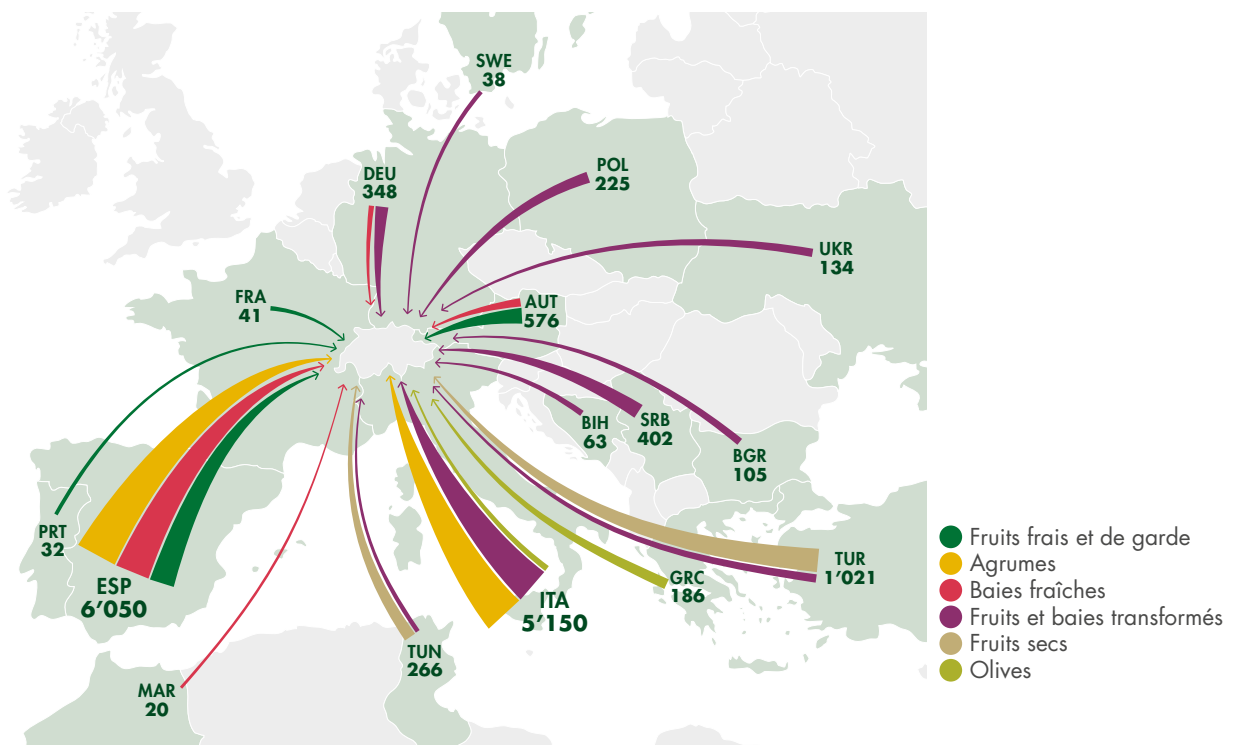 SWE
38
DEU
348
POL
225
UKR
134
FRA
41
AUT
576
BIH
63
SRB
402
BGR
105
PRT
32
ESP
6’050
ITA
5’150
GRC
186
TUR
1’021
TUN
266
MAR
20
Fruits frais et de garde
Agrumes
Baies fraîches
Fruits et baies transformés
Fruits secs
Olives